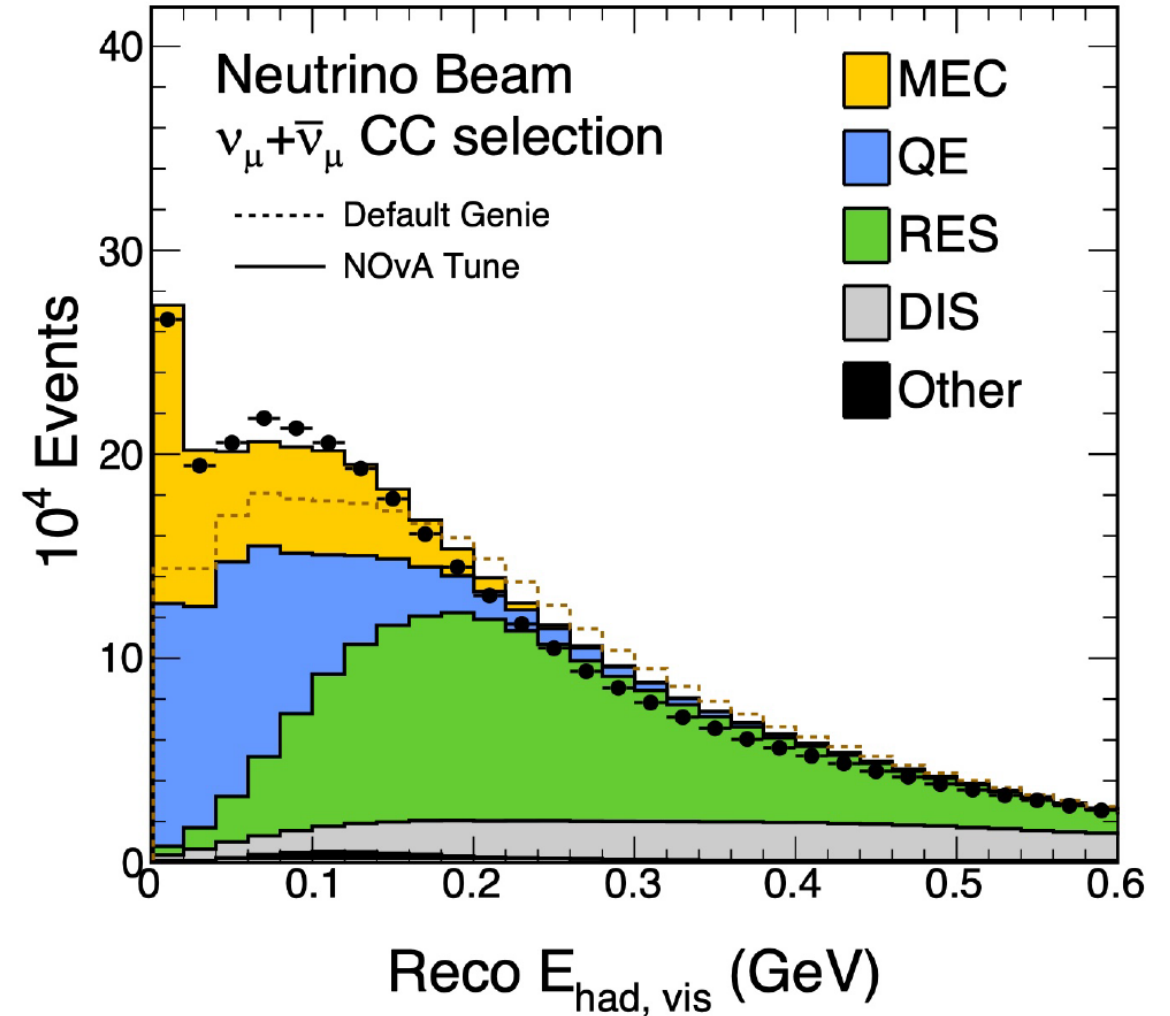 Neutrino Beam
νμ+ν̄μ CC selection
Default Genie
NOvA Tune
MEC
QE
RES
DIS
Other
10⁴ Events
40
30
20
10
0
0 0.1 0.2 0.3 0.4 0.5 0.6
Reco E_had, vis (GeV)